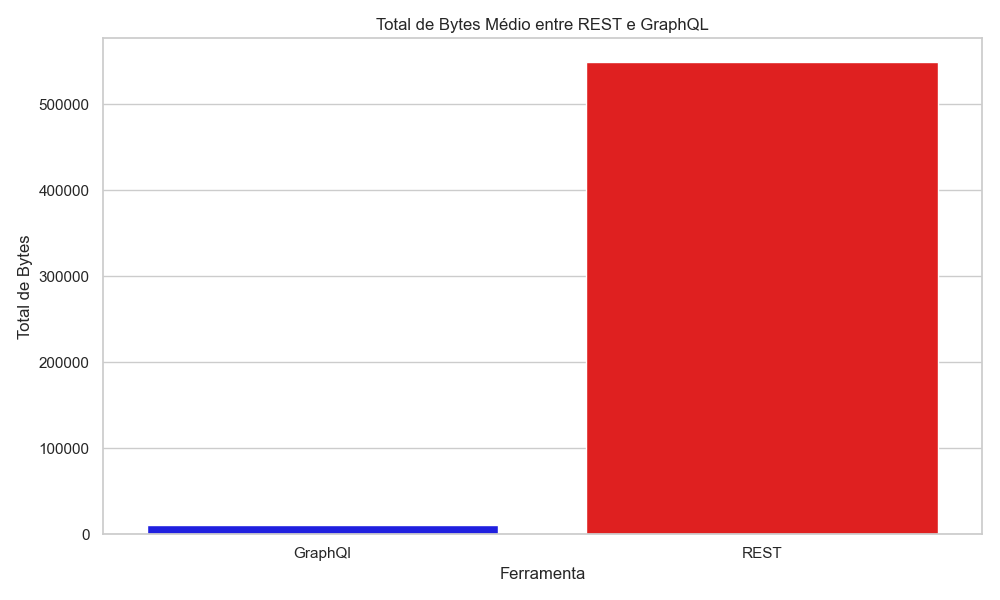 Total de Bytes Médio entre REST e GraphQL
Total de Bytes
500000
400000
300000
200000
100000
0
GraphQl
REST
Ferramenta